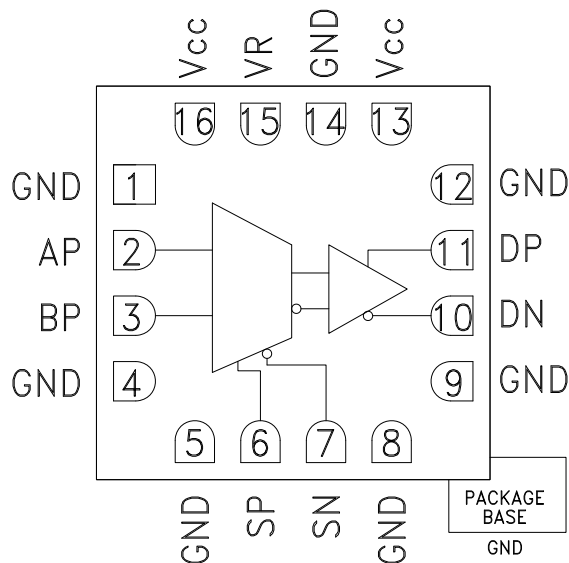 Vcc
VR
GND
Vcc
16
15
14
13
GND 1
12 GND
AP 2
11 DP
BP 3
10 DN
GND 4
9 GND
5
6
7
8
GND
SP
SN
GND
PACKAGE
BASE
GND